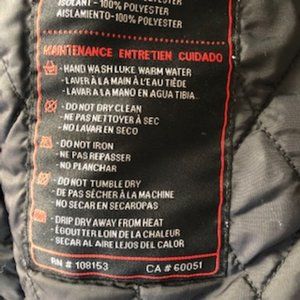 ISOLANT - 100% POLYESTER
AISLAMIENTO - 100% POLYESTER
MAINTENANCE ENTRETIEN CUIDADO
- HAND WASH LUKE WARM WATER
- LAVER À LA MAIN À L'EAU TIÈDE
- LAVAR A LA MANO EN AGUA TIBIA
- DO NOT DRY CLEAN
- NE PAS NETTOYER À SEC
- NO LAVAR EN SECO
- DO NOT IRON
- NE PAS REPASSER
- NO PLANCHAR
- DO NOT TUMBLE DRY
- DE PAS SÉCHER À LA MACHINE
- NO SECAR EN SECAROPAS
- DRIP DRY AWAY FROM HEAT
- ÉGOUTTER LOIN DE LA CHALEUR
- SECAR AL AIRE LEJOS DEL CALOR
RN # 108153 CA # 60051